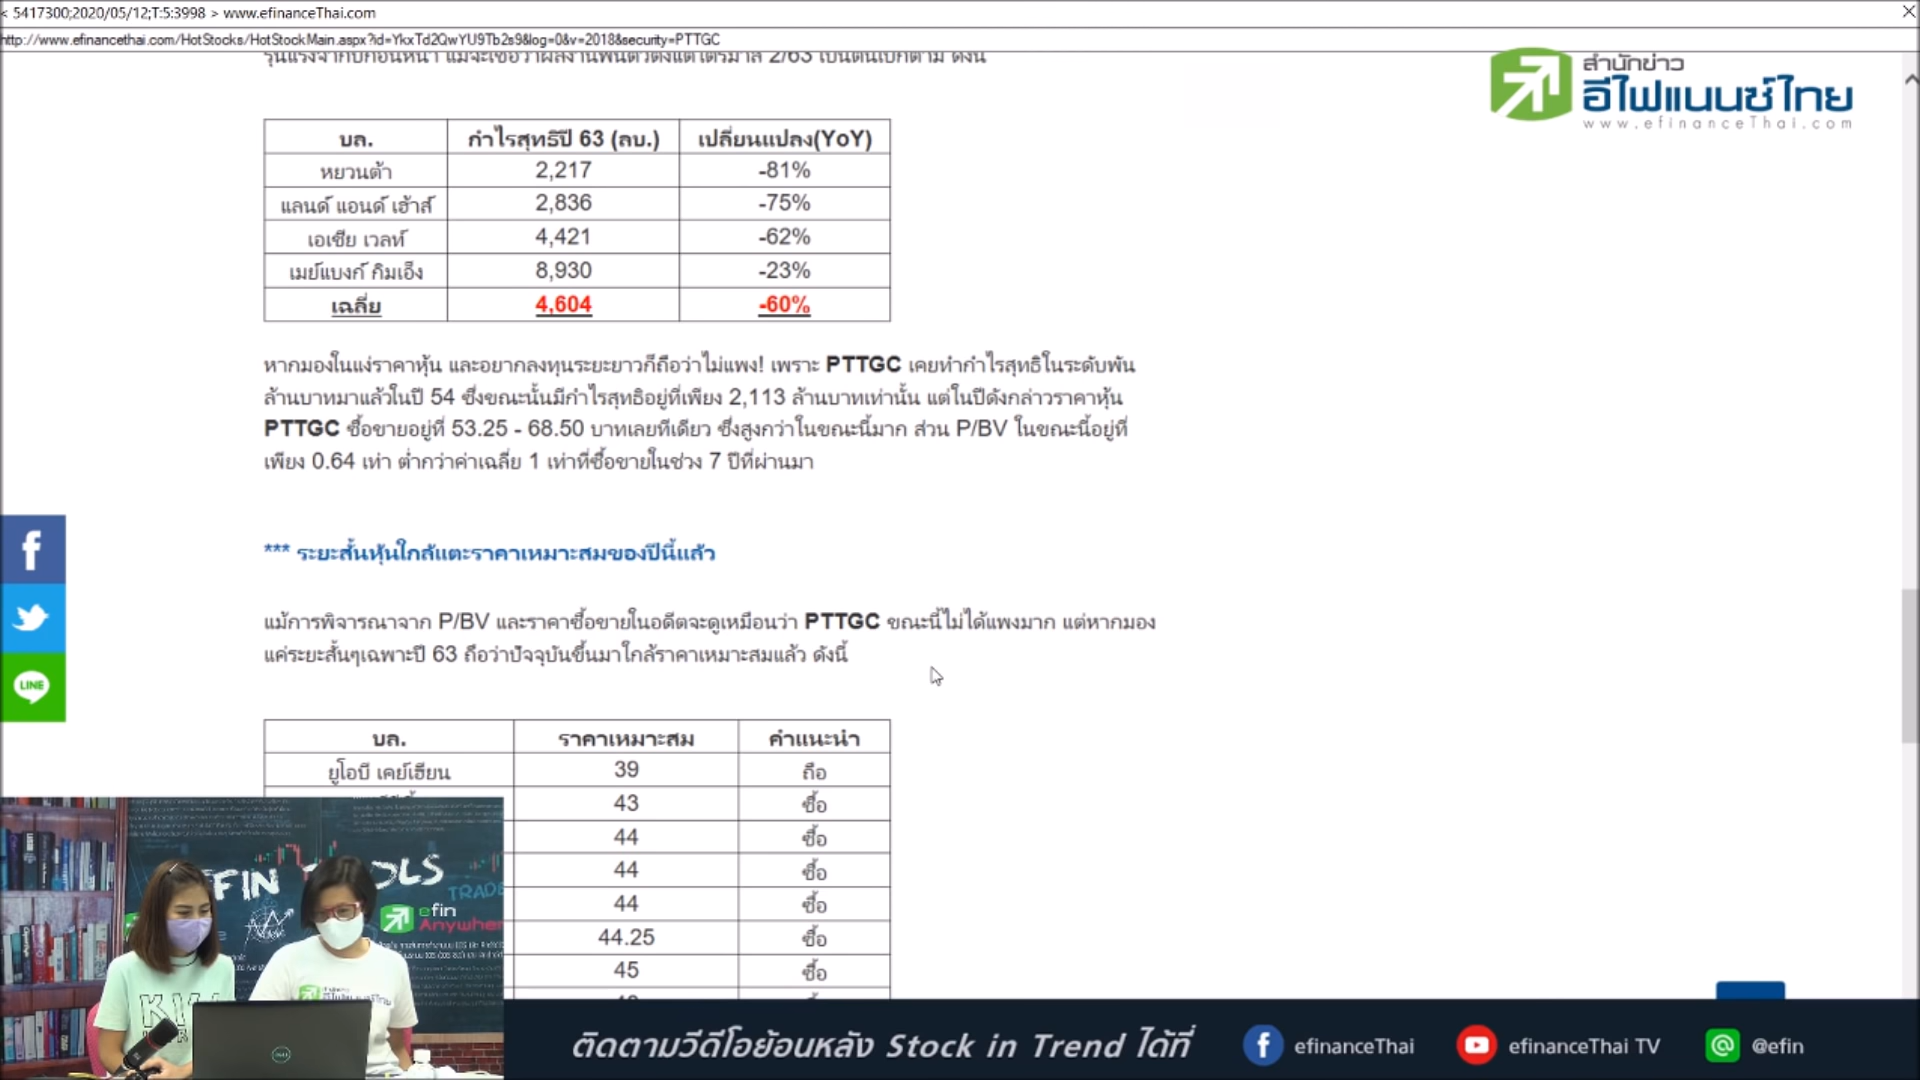 < 5417300;2020/05/12;T:5:3998 > www.efinanceThai.com
http://www.efinancethai.com/HotStocks/HotStockMain.aspx?id=YkxTd2QwYU9Tb2s9&log=0&v=2018&security=PTTGC
สำนักข่าว
อีไฟแนนซ์ไทย
www.efinanceThai.com
บล. กำไรสุทธิปี 63 (ลบ.) เปลี่ยนแปลง(YoY)
หยวนต้า 2,217 -81%
แลนด์ แอนด์ เฮ้าส์ 2,836 -75%
เอเชีย เวลท์ 4,421 -62%
เมย์แบงก์ กิมเอ็ง 8,930 -23%
เฉลี่ย 4,604 -60%
หากมองในแง่ราคาหุ้น และอยากลงทุนระยะยาวก็ถือว่าไม่แพง! เพราะ PTTGC เคยทำกำไรสุทธิในระดับพัน
ล้านบาทมาแล้วในปี 54 ซึ่งขณะนั้นมีกำไรสุทธิอยู่ที่เพียง 2,113 ล้านบาทเท่านั้น แต่ในปีดังกล่าวราคาหุ้น
PTTGC ซื้อขายอยู่ที่ 53.25 - 68.50 บาทเลยทีเดียว ซึ่งสูงกว่าในขณะนี้มาก ส่วน P/BV ในขณะนี้อยู่ที่
เพียง 0.64 เท่า ต่ำกว่าค่าเฉลี่ย 1 เท่าที่ซื้อขายในช่วง 7 ปีที่ผ่านมา
*** ระยะสั้นหุ้นใกล้แตะราคาเหมาะสมของปีนี้แล้ว
แม้การพิจารณาจาก P/BV และราคาซื้อขายในอดีตจะดูเหมือนว่า PTTGC ขณะนี้ไม่ได้แพงมาก แต่หากมอง
แค่ระยะสั้นๆเฉพาะปี 63 ถือว่าปัจจุบันขึ้นมาใกล้ราคาเหมาะสมแล้ว ดังนี้
บล. ราคาเหมาะสม คำแนะนำ
ยูโอบี เคย์เฮียน 39 ถือ
43 ซื้อ
44 ซื้อ
44 ซื้อ
44 ซื้อ
44.25 ซื้อ
45 ซื้อ
LINE
TRADE
efin
Anywhere
ติดตามวีดีโอย้อนหลัง Stock in Trend ได้ที่ efinanceThai efinanceThai TV @efin